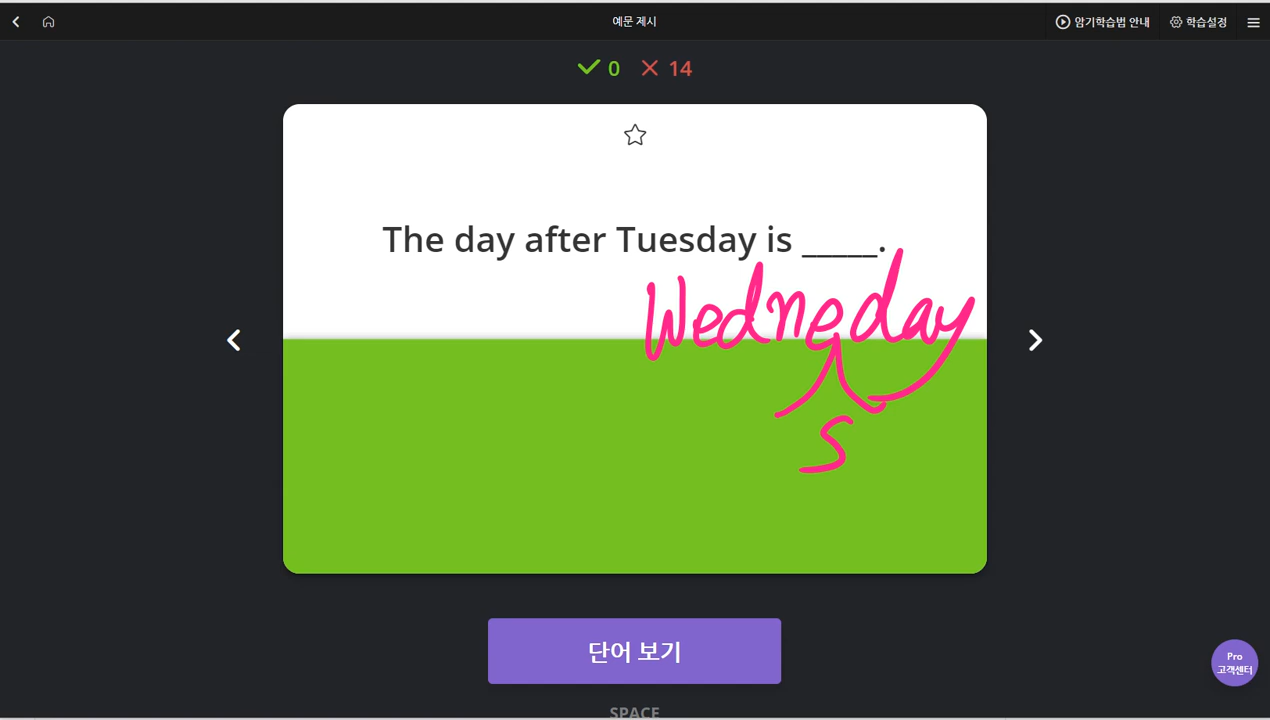 예문 제시
암기학습법 안내
학습설정
0
14
The day after Tuesday is _____.
Wedneday
s
단어 보기
SPACE
Pro
고객센터